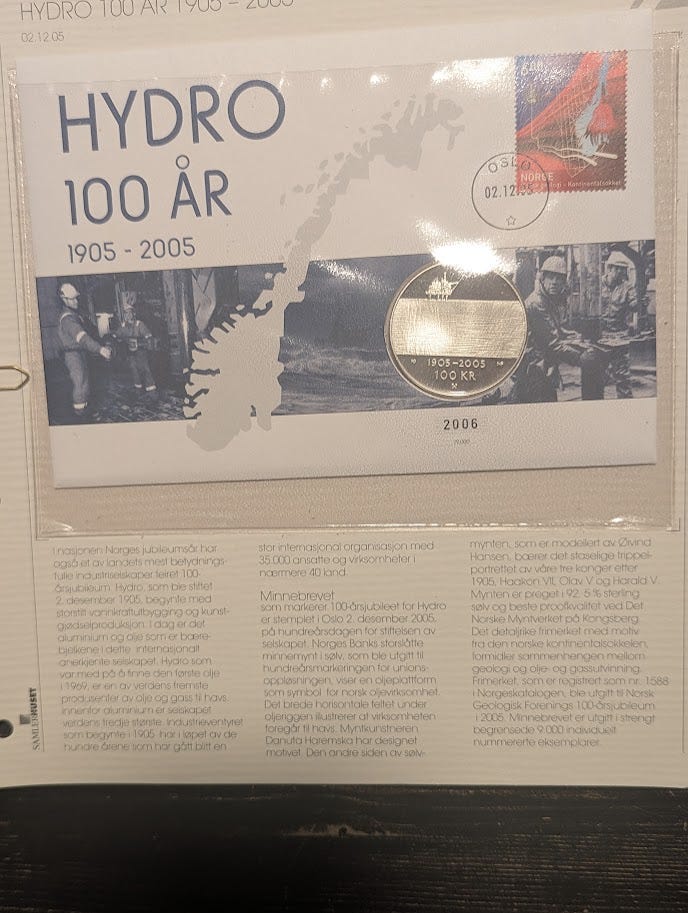 HYDRO 100 ÅR 1905 – 2005
02.12.05
HYDRO
100 ÅR
1905 - 2005
NORGE
geologi - Kontinentalsokkel
OSLO
02.12.05
1905-2005
100 KR
2006
I nasjonen Norges jubileumsår har
også et av landets mest betydnings-
fulle industriselskaper feiret 100-
årsjubileum. Hydro, som ble stiftet
2. desember 1905, begynte med
storstilt vannkraftutbygging og kunst-
gjødselproduksjon. I dag er det
aluminium og olje som er bære-
bjelkene i dette internasjonalt
anerkjente selskapet. Hydro som
var med på å finne den første olje
i 1969, er en av verdens fremste
produsenter av olje og gass til havs.
innenfor aluminium er selskapet
verdens tredje største. Industrieventyret
som begynte i 1905 har i løpet av de
hundre årene som har gått blitt en
stor internasjonal organisasjon med
35.000 ansatte og virksomheter i
nærmere 40 land.
Minnebrevet
som markerer 100-årsjubileet for Hydro
er stemplet i Oslo 2. desember 2005,
på hundreårsdagen for stiftelsen av
selskapet. Norges Banks storslåtte
minnemynt i sølv, som ble utgitt til
hundreårsmarkeringen for unions-
oppløsningen, viser en oljeplattform
som symbol for norsk oljevirksomhet.
Det brede horisontale feltet under
oljeriggen illustrerer at virksomheten
foregår til havs. Myntkunstneren
Danuta Haremska har designet
motivet. Den andre siden av sølv-
mynten, som er modellert av Øivind
Hansen, bærer det staselige trippel-
portrettet av våre tre konger etter
1905, Haakon VII, Olav V og Harald V.
Mynten er preget i 92, 5 % sterling
sølv og beste proofkvalitet ved Det
Norske Myntverket på Kongsberg.
Det detaljrike frimerket med motiv
fra den norske kontinentalsokkelen,
formidler sammenhengen mellom
geologi og olje- og gassutvinning.
Frimerket, som er registrert som nr. 1588
i Norgeskatalogen, ble utgitt til Norsk
Geologisk Forenings 100-årsjubileum
i 2005. Minnebrevet er utgitt i strengt
begrensede 9.000 individuelt
nummererte eksemplarer.
SAMLERHUSET